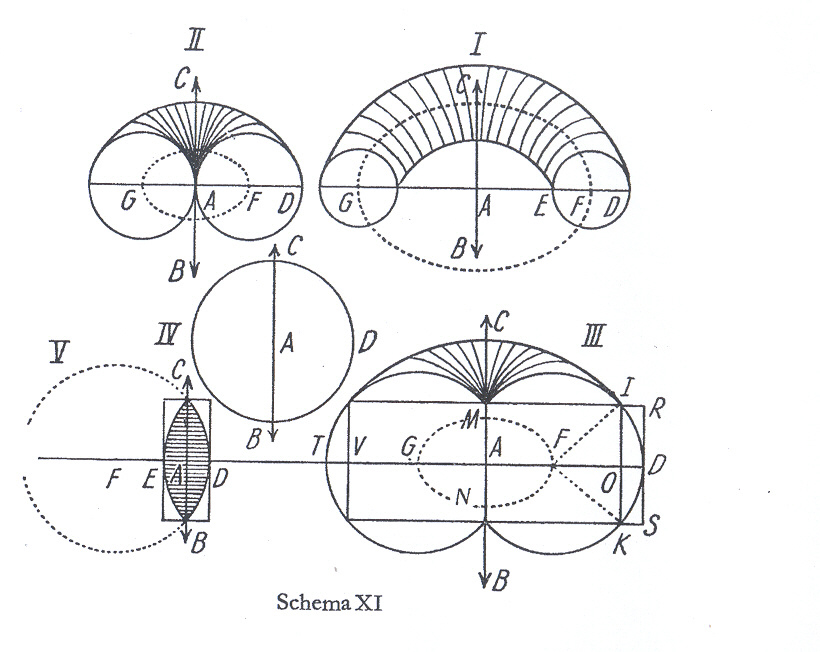 II
C
G A F D
B
I
C
G A E F D
B
IV
C
A D
B
V
C
F E A D
B
III
C
I R
M
T V G A F D
O
N
K S
B
Schema XI